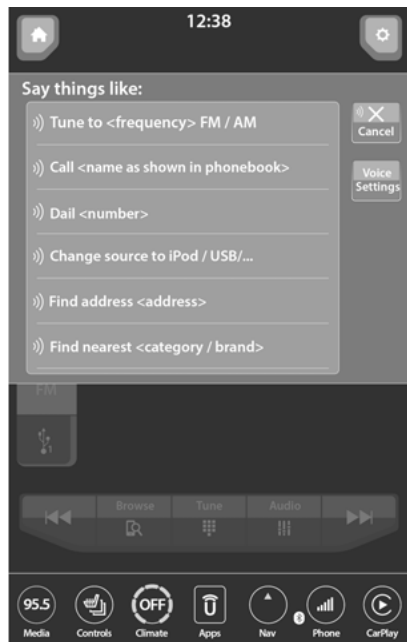 12:38
Say things like:
Tune to <frequency> FM / AM
Cancel
Call <name as shown in phonebook>
Voice
Settings
Dail <number>
Change source to iPod / USB/...
Find address <address>
Find nearest <category / brand>
FM
1
Browse Tune Audio
95.5 OFF
Media Controls Climate Apps Nav Phone CarPlay